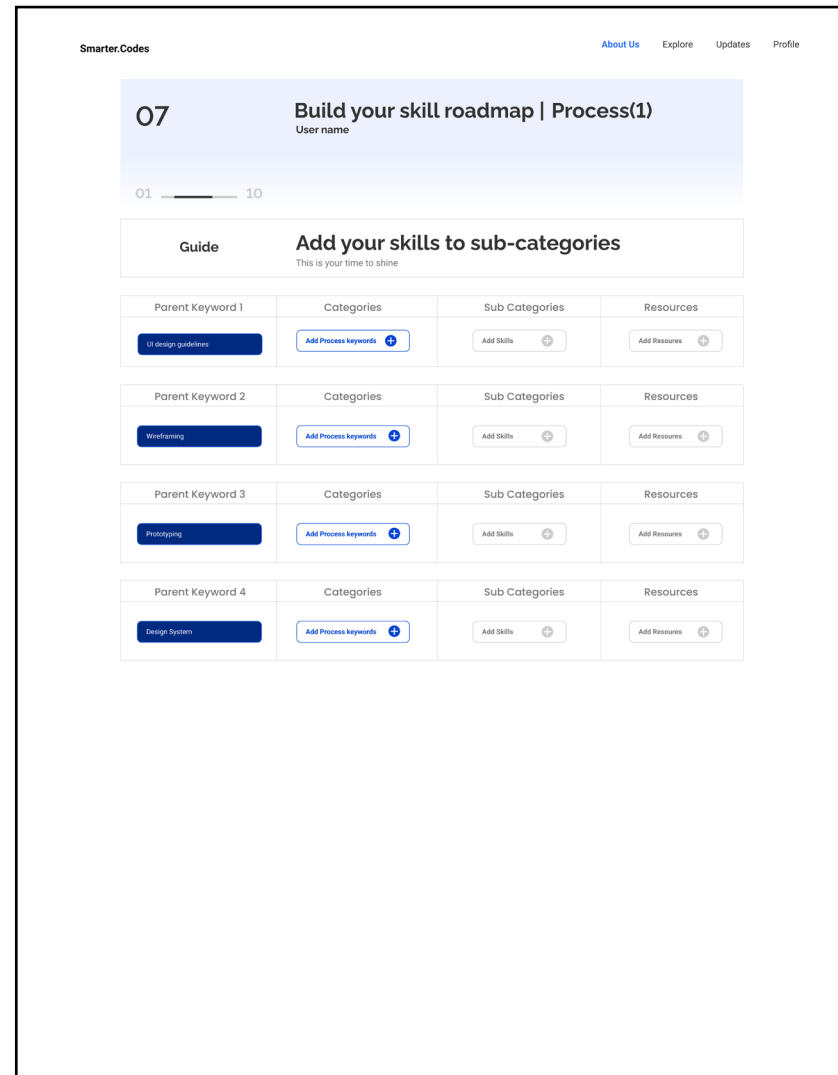 Smarter.Codes
About Us Explore Updates Profile
07
Build your skill roadmap | Process(1)
User name
01 10
Guide
Add your skills to sub-categories
This is your time to shine
Parent Keyword 1 Categories Sub Categories Resources
UI design guidelines Add Process keywords Add Skills Add Resoures
Parent Keyword 2 Categories Sub Categories Resources
Wireframing Add Process keywords Add Skills Add Resoures
Parent Keyword 3 Categories Sub Categories Resources
Prototyping Add Process keywords Add Skills Add Resoures
Parent Keyword 4 Categories Sub Categories Resources
Design System Add Process keywords Add Skills Add Resoures